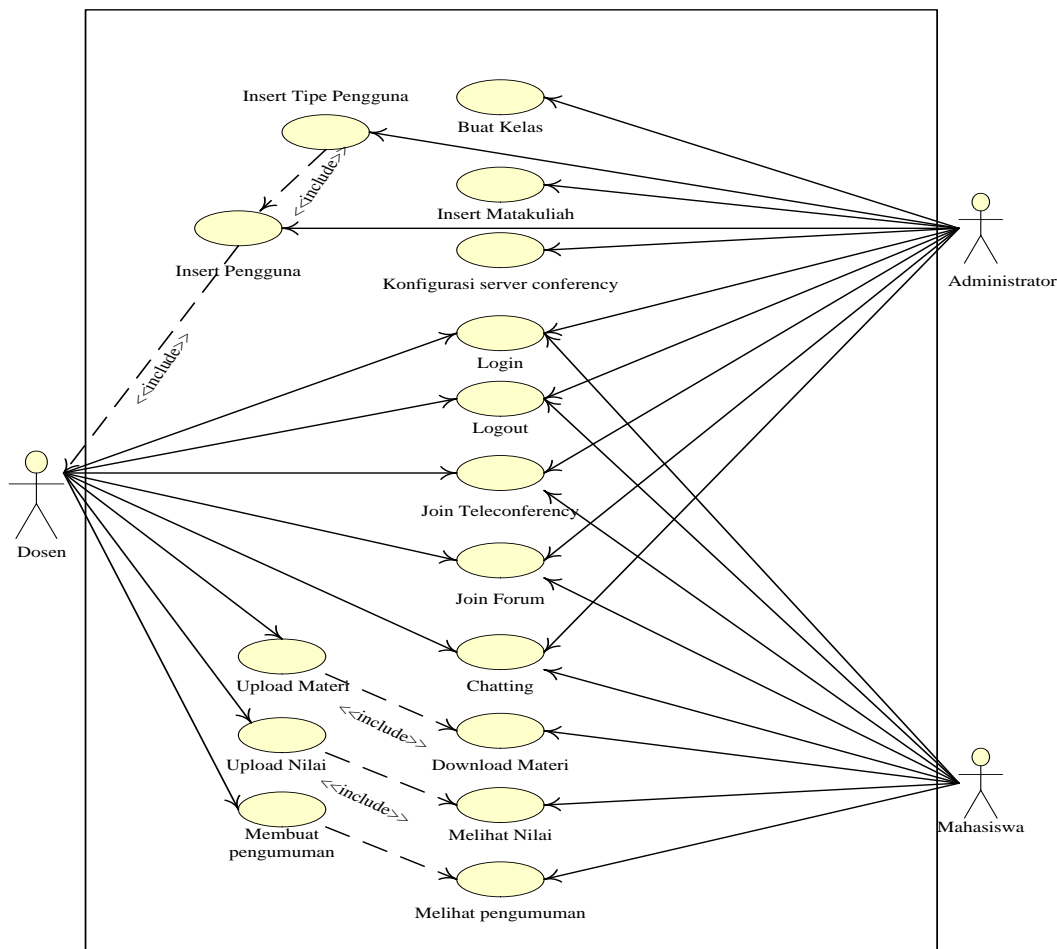 Insert Tipe Pengguna
Buat Kelas
<<include>>
Insert Matakuliah
Insert Pengguna
Konfigurasi server conferency
Administrator
<<include>>
Login
Logout
Join Teleconferency
Dosen
Join Forum
Upload Materi
Chatting
<<include>>
Upload Nilai
Download Materi
<<include>>
Membuat
pengumuman
Melihat Nilai
Mahasiswa
Melihat pengumuman